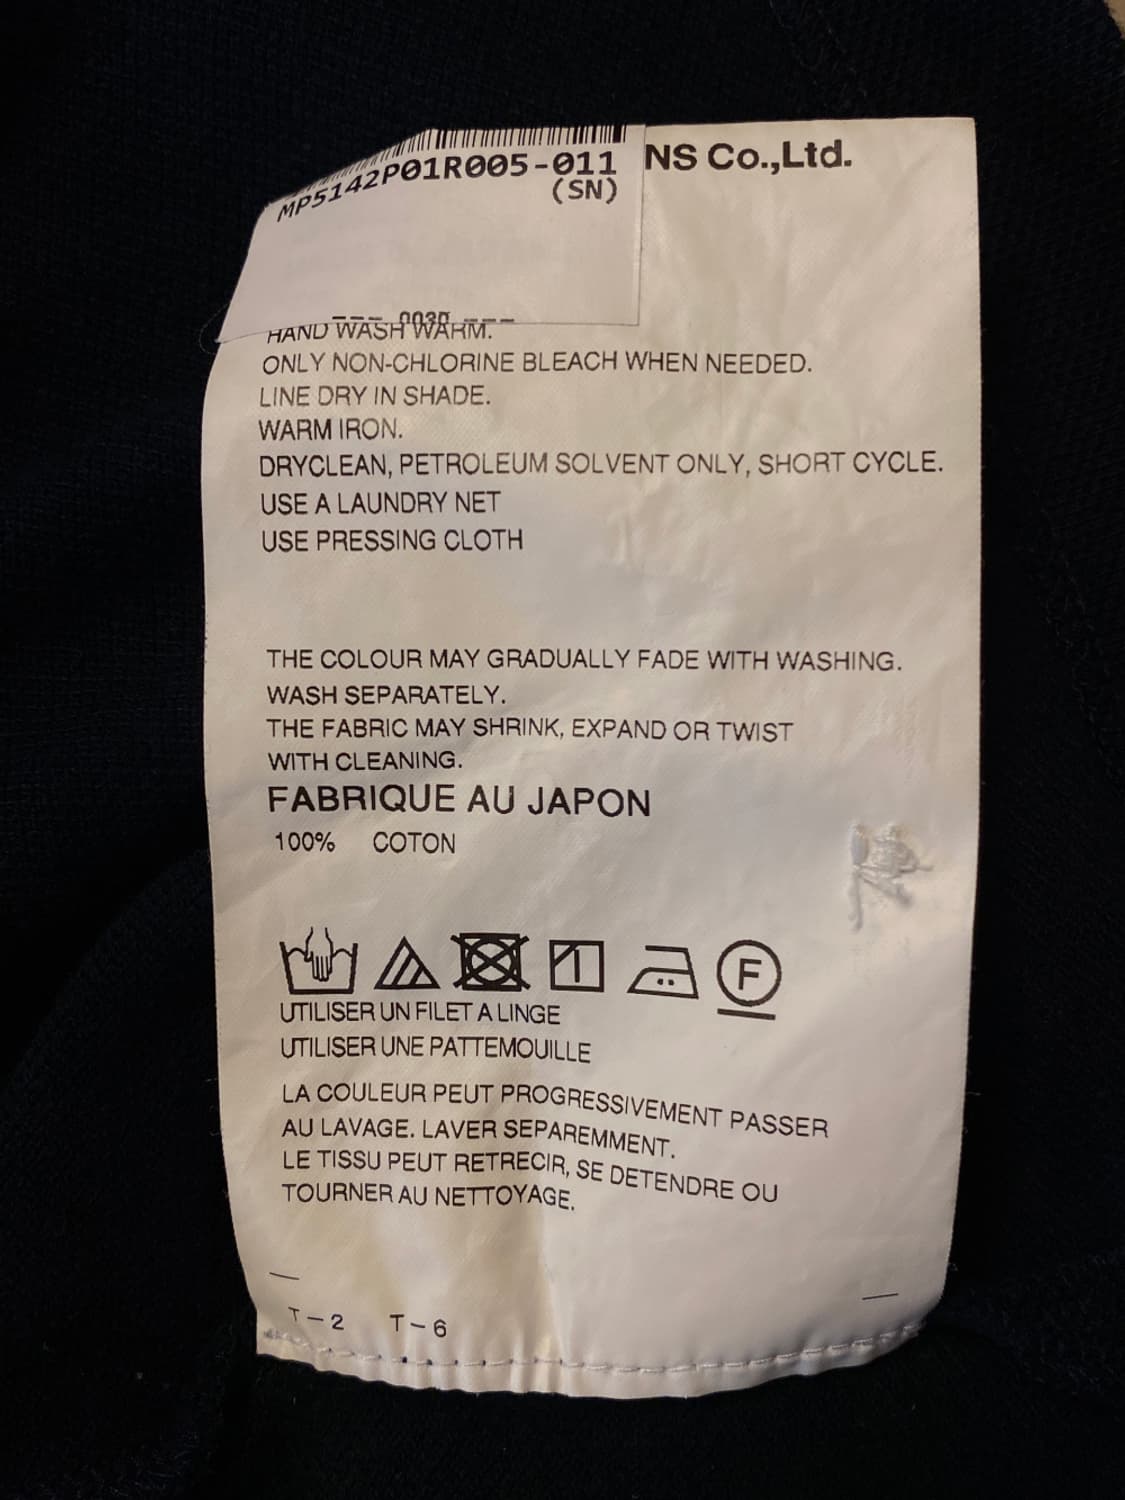 NS Co.,Ltd.
MP5142P01R005-011
(SN)
HAND WASH WARM.
ONLY NON-CHLORINE BLEACH WHEN NEEDED.
LINE DRY IN SHADE.
WARM IRON.
DRYCLEAN, PETROLEUM SOLVENT ONLY, SHORT CYCLE.
USE A LAUNDRY NET
USE PRESSING CLOTH
THE COLOUR MAY GRADUALLY FADE WITH WASHING.
WASH SEPARATELY.
THE FABRIC MAY SHRINK, EXPAND OR TWIST
WITH CLEANING.
FABRIQUE AU JAPON
100% COTON
F
UTILISER UN FILET A LINGE
UTILISER UNE PATTEMOUILLE
LA COULEUR PEUT PROGRESSIVEMENT PASSER
AU LAVAGE. LAVER SEPAREMMENT.
LE TISSU PEUT RETRECIR, SE DETENDRE OU
TOURNER AU NETTOYAGE.
T-2 T-6